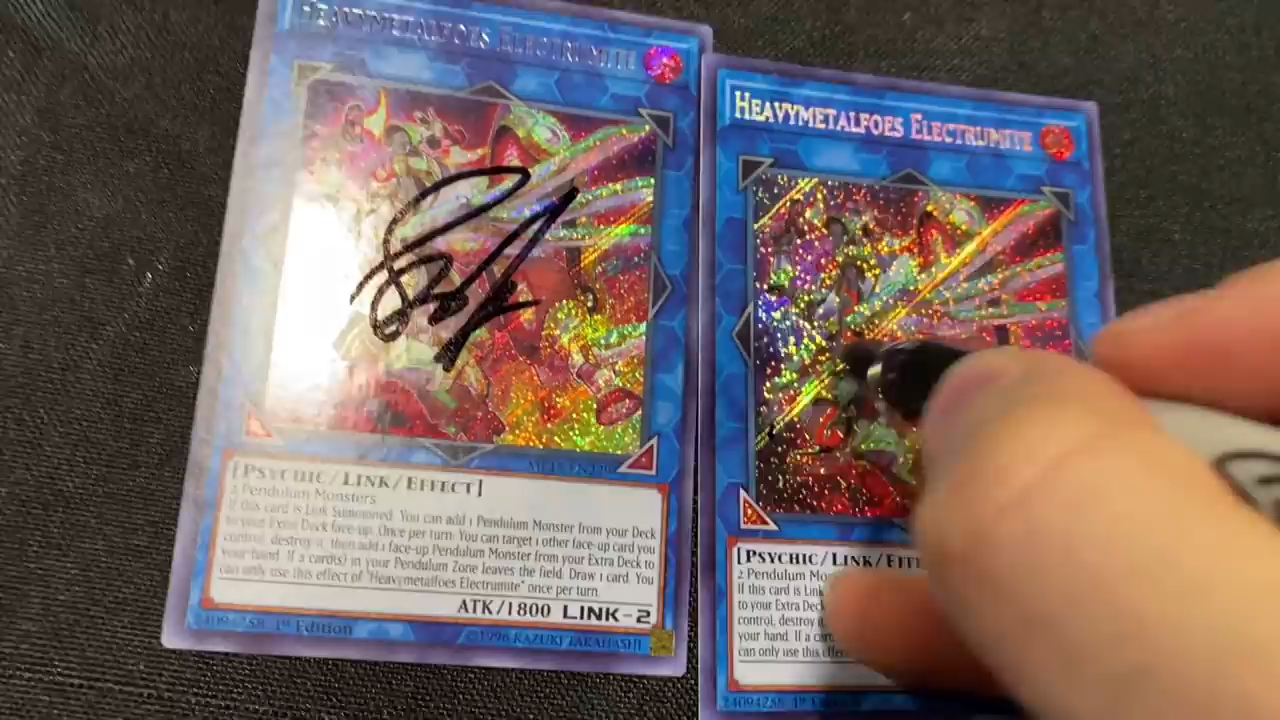 HEAVYMETALFOES ELECTRUMITE
[PSYCHIC/LINK/EFFECT]
2 Pendulum Monsters
If this card is Link Summoned: You can add 1 Pendulum Monster from your Deck
to your Extra Deck face-up. Once per turn: You can target 1 other face-up card you
control; destroy it, then add 1 face-up Pendulum Monster from your Extra Deck to
your hand. If a card(s) in your Pendulum Zone leaves the field: Draw 1 card. You
can only use this effect of "Heavymetalfoes Electrumite" once per turn.
ATK/1800 LINK-2
24094258 1st Edition
©1996 KAZUKI TAKAHASHI
HEAVYMETALFOES ELECTRUMITE
[PSYCHIC/LINK/EFFE
2 Pendulum Mo
If this card is Link
to your Extra Deck
control; destroy it
your hand. If a car
can only use this effe
24094258 1st Edition